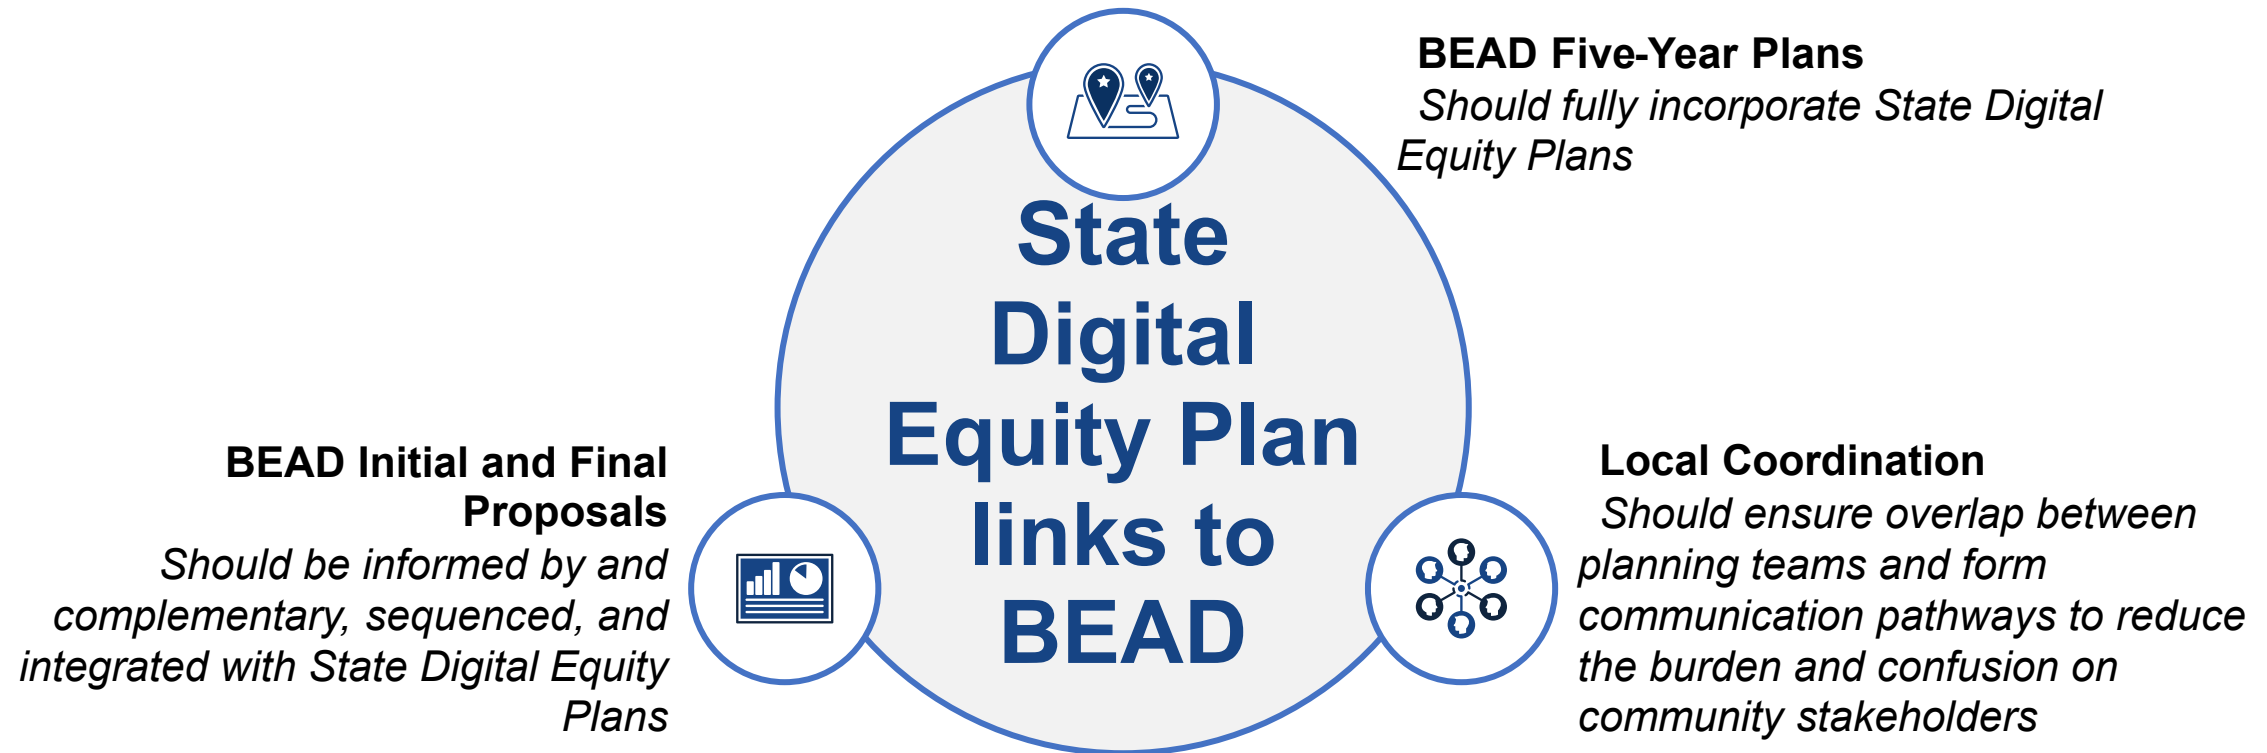 State
Digital
Equity Plan
links to
BEAD
BEAD Five-Year Plans
Should fully incorporate State Digital
Equity Plans
BEAD Initial and Final
Proposals
Should be informed by and
complementary, sequenced, and
integrated with State Digital Equity
Plans
Local Coordination
Should ensure overlap between
planning teams and form
communication pathways to reduce
the burden and confusion on
community stakeholders